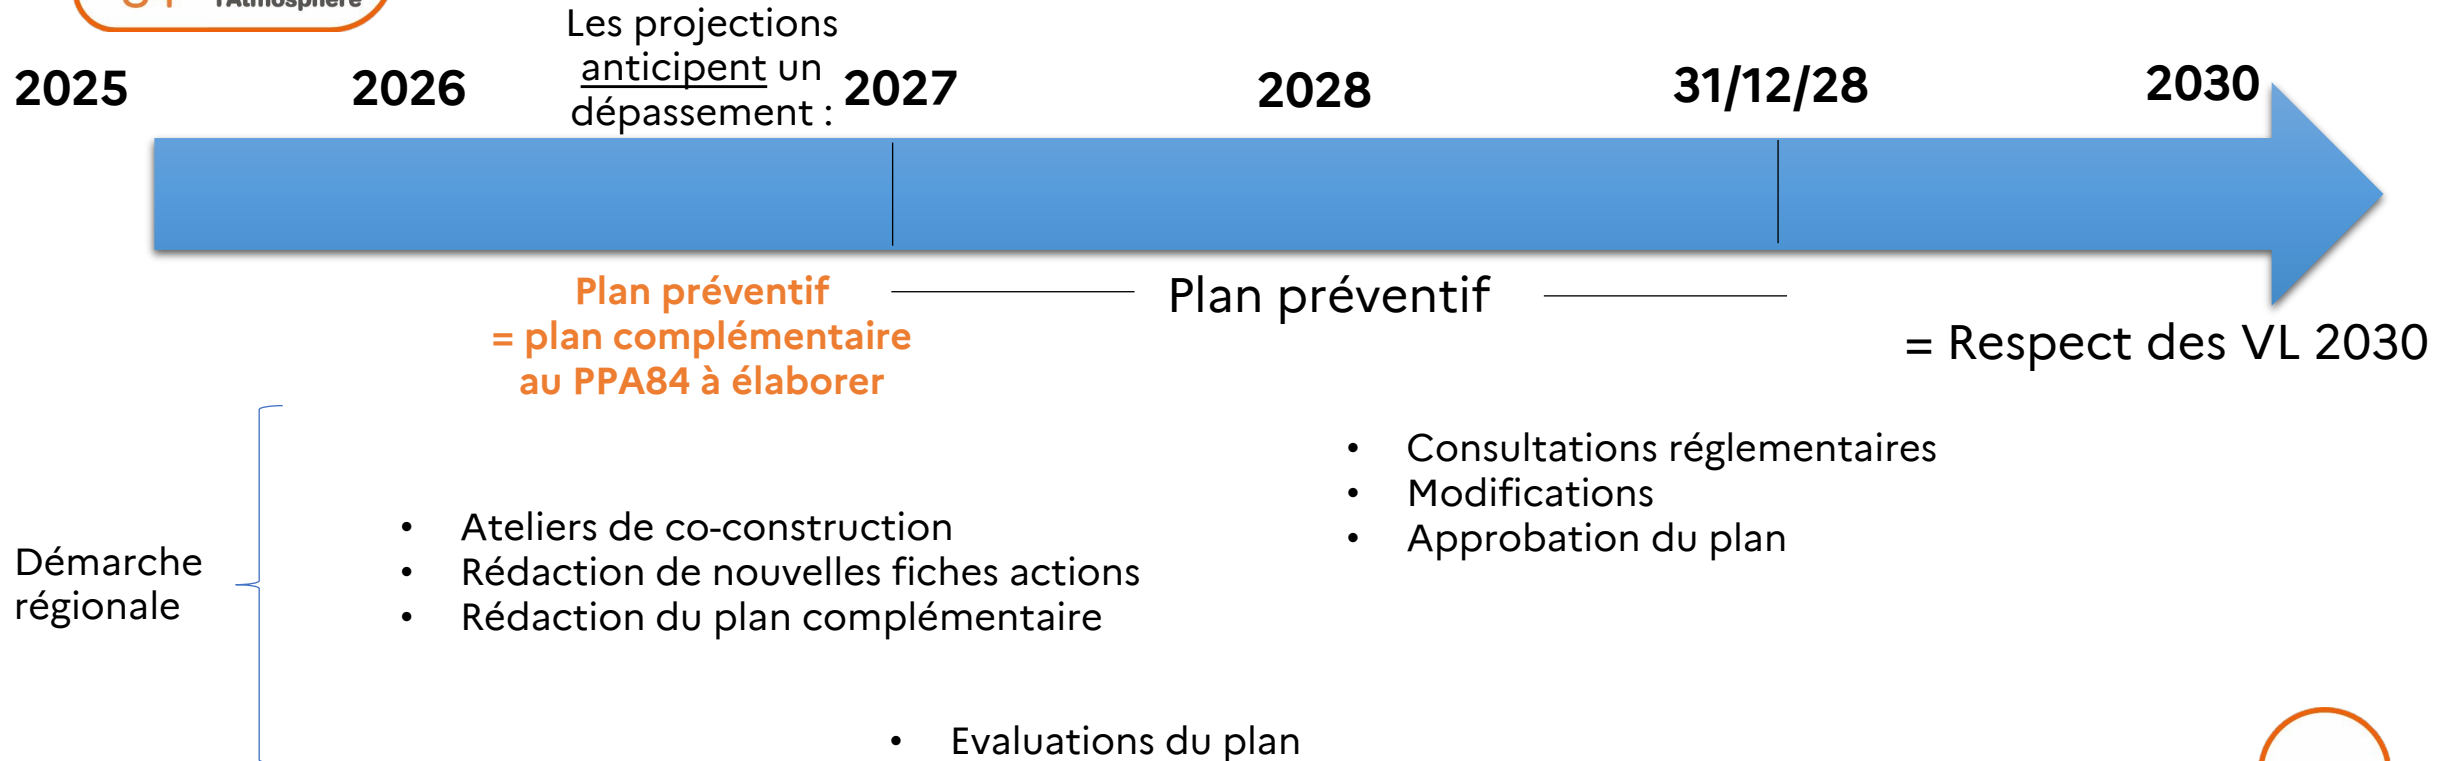 l'Atmosphère
Les projections
anticipent un
dépassement :
2025
2026
2027
2028
31/12/28
2030
Plan préventif
= plan complémentaire
au PPA84 à élaborer
Plan préventif
= Respect des VL 2030
• Consultations réglementaires
• Modifications
• Approbation du plan
Démarche
régionale
• Ateliers de co-construction
• Rédaction de nouvelles fiches actions
• Rédaction du plan complémentaire
• Evaluations du plan